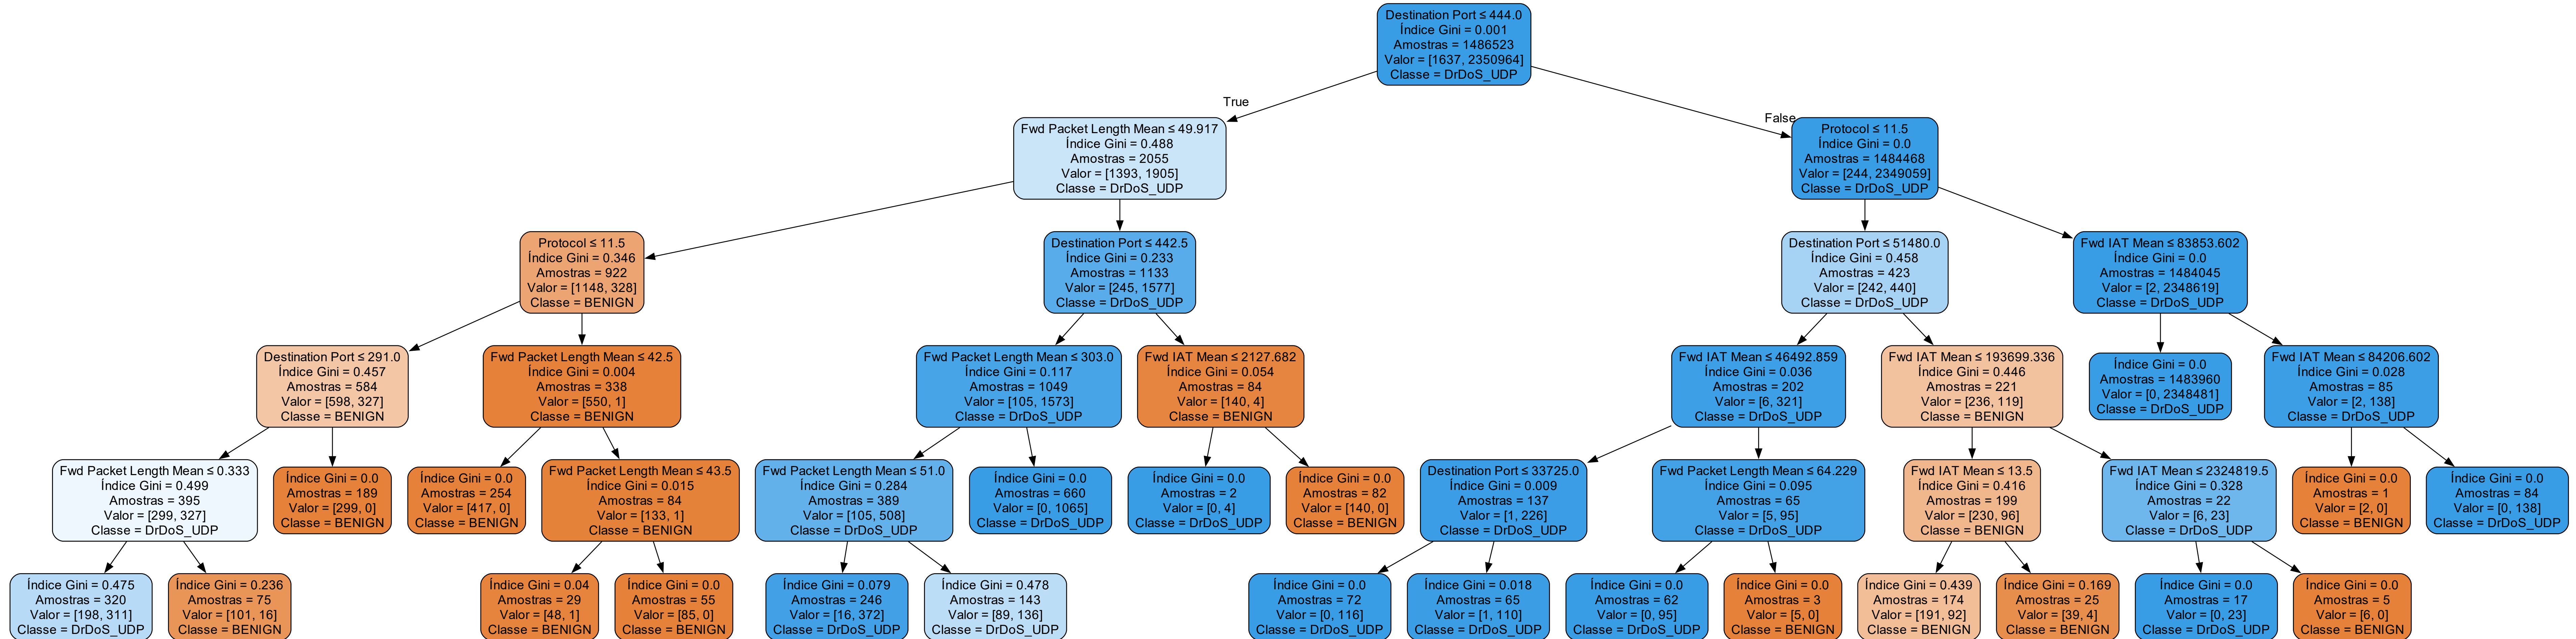 Destination Port ≤ 444.0
Índice Gini = 0.001
Amostras = 1486523
Valor = [1637, 2350964]
Classe = DrDoS_UDP
True
False
Fwd Packet Length Mean ≤ 49.917
Índice Gini = 0.488
Amostras = 2055
Valor = [1393, 1905]
Classe = DrDoS_UDP
Protocol ≤ 11.5
Índice Gini = 0.0
Amostras = 1484468
Valor = [244, 2349059]
Classe = DrDoS_UDP
Protocol ≤ 11.5
Índice Gini = 0.346
Amostras = 922
Valor = [1148, 328]
Classe = BENIGN
Destination Port ≤ 442.5
Índice Gini = 0.233
Amostras = 1133
Valor = [245, 1577]
Classe = DrDoS_UDP
Destination Port ≤ 51480.0
Índice Gini = 0.458
Amostras = 423
Valor = [242, 440]
Classe = DrDoS_UDP
Fwd IAT Mean ≤ 83853.602
Índice Gini = 0.0
Amostras = 1484045
Valor = [2, 2348619]
Classe = DrDoS_UDP
Destination Port ≤ 291.0
Índice Gini = 0.457
Amostras = 584
Valor = [598, 327]
Classe = BENIGN
Fwd Packet Length Mean ≤ 42.5
Índice Gini = 0.004
Amostras = 338
Valor = [550, 1]
Classe = BENIGN
Fwd Packet Length Mean ≤ 303.0
Índice Gini = 0.117
Amostras = 1049
Valor = [105, 1573]
Classe = DrDoS_UDP
Fwd IAT Mean ≤ 2127.682
Índice Gini = 0.054
Amostras = 84
Valor = [140, 4]
Classe = BENIGN
Fwd IAT Mean ≤ 46492.859
Índice Gini = 0.036
Amostras = 202
Valor = [6, 321]
Classe = DrDoS_UDP
Fwd IAT Mean ≤ 193699.336
Índice Gini = 0.446
Amostras = 221
Valor = [236, 119]
Classe = BENIGN
Índice Gini = 0.0
Amostras = 1483960
Valor = [0, 2348481]
Classe = DrDoS_UDP
Fwd IAT Mean ≤ 84206.602
Índice Gini = 0.028
Amostras = 85
Valor = [2, 138]
Classe = DrDoS_UDP
Fwd Packet Length Mean ≤ 0.333
Índice Gini = 0.499
Amostras = 395
Valor = [299, 327]
Classe = DrDoS_UDP
Índice Gini = 0.0
Amostras = 189
Valor = [299, 0]
Classe = BENIGN
Índice Gini = 0.0
Amostras = 254
Valor = [417, 0]
Classe = BENIGN
Fwd Packet Length Mean ≤ 43.5
Índice Gini = 0.015
Amostras = 84
Valor = [133, 1]
Classe = BENIGN
Fwd Packet Length Mean ≤ 51.0
Índice Gini = 0.284
Amostras = 389
Valor = [105, 508]
Classe = DrDoS_UDP
Índice Gini = 0.0
Amostras = 660
Valor = [0, 1065]
Classe = DrDoS_UDP
Índice Gini = 0.0
Amostras = 2
Valor = [0, 4]
Classe = DrDoS_UDP
Índice Gini = 0.0
Amostras = 82
Valor = [140, 0]
Classe = BENIGN
Destination Port ≤ 33725.0
Índice Gini = 0.009
Amostras = 137
Valor = [1, 226]
Classe = DrDoS_UDP
Fwd Packet Length Mean ≤ 64.229
Índice Gini = 0.095
Amostras = 65
Valor = [5, 95]
Classe = DrDoS_UDP
Fwd IAT Mean ≤ 13.5
Índice Gini = 0.416
Amostras = 199
Valor = [230, 96]
Classe = BENIGN
Fwd IAT Mean ≤ 2324819.5
Índice Gini = 0.328
Amostras = 22
Valor = [6, 23]
Classe = DrDoS_UDP
Índice Gini = 0.0
Amostras = 1
Valor = [2, 0]
Classe = BENIGN
Índice Gini = 0.0
Amostras = 84
Valor = [0, 138]
Classe = DrDoS_UDP
Índice Gini = 0.475
Amostras = 320
Valor = [198, 311]
Classe = DrDoS_UDP
Índice Gini = 0.236
Amostras = 75
Valor = [101, 16]
Classe = BENIGN
Índice Gini = 0.04
Amostras = 29
Valor = [48, 1]
Classe = BENIGN
Índice Gini = 0.0
Amostras = 55
Valor = [85, 0]
Classe = BENIGN
Índice Gini = 0.079
Amostras = 246
Valor = [16, 372]
Classe = DrDoS_UDP
Índice Gini = 0.478
Amostras = 143
Valor = [89, 136]
Classe = DrDoS_UDP
Índice Gini = 0.0
Amostras = 72
Valor = [0, 116]
Classe = DrDoS_UDP
Índice Gini = 0.018
Amostras = 65
Valor = [1, 110]
Classe = DrDoS_UDP
Índice Gini = 0.0
Amostras = 62
Valor = [0, 95]
Classe = DrDoS_UDP
Índice Gini = 0.0
Amostras = 3
Valor = [5, 0]
Classe = BENIGN
Índice Gini = 0.439
Amostras = 174
Valor = [191, 92]
Classe = BENIGN
Índice Gini = 0.169
Amostras = 25
Valor = [39, 4]
Classe = BENIGN
Índice Gini = 0.0
Amostras = 17
Valor = [0, 23]
Classe = DrDoS_UDP
Índice Gini = 0.0
Amostras = 5
Valor = [6, 0]
Classe = BENIGN